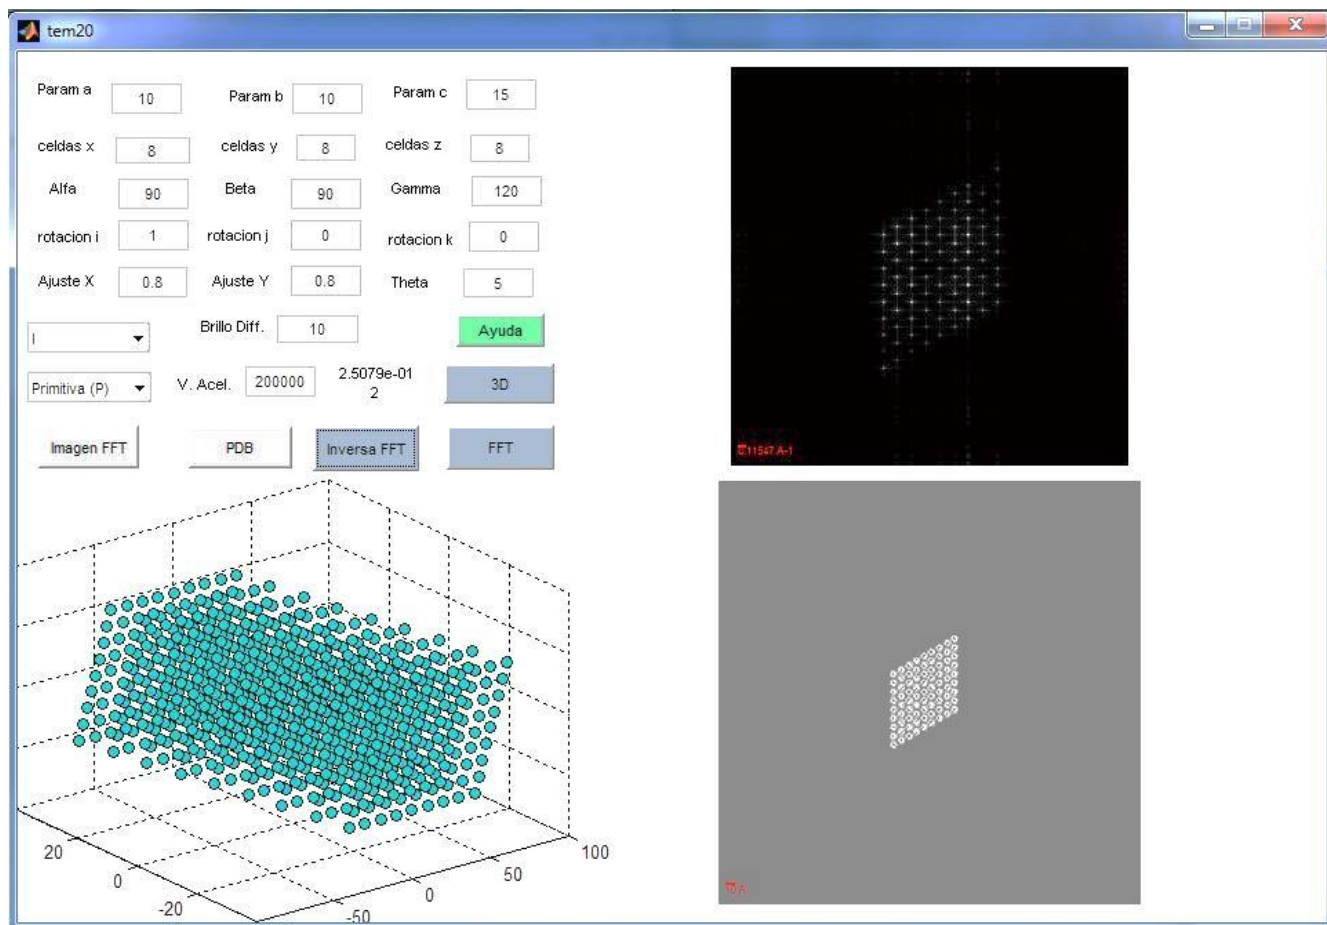 tem20
Param a 10 Param b 10 Param c 15
celdas x 8 celdas y 8 celdas z 8
Alfa 90 Beta 90 Gamma 120
rotacion i 1 rotacion j 0 rotacion k 0
Ajuste X 0.8 Ajuste Y 0.8 Theta 5
I Brillo Diff. 10 Ayuda
Primitiva (P) V. Acel. 200000 2.5079e-01
2 3D
Imagen FFT PDB Inversa FFT FFT
20
0
-20
-50
0
50
100